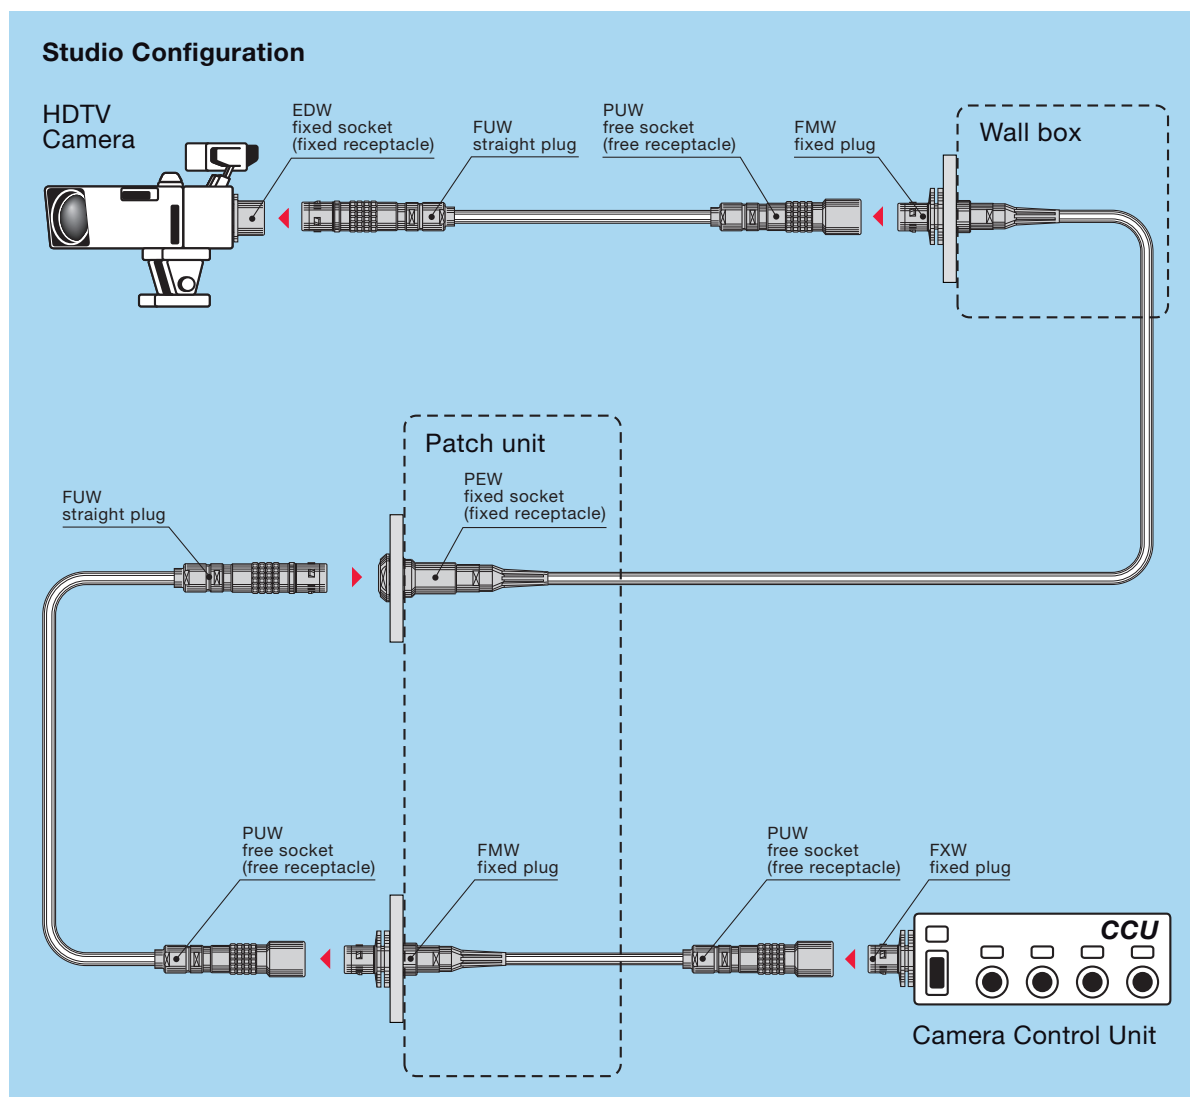 Studio Configuration
HDTV
Camera
EDW
fixed socket
(fixed receptacle)
FUW
straight plug
PUW
free socket
(free receptacle)
FMW
fixed plug
Wall box
Patch unit
FUW
straight plug
PEW
fixed socket
(fixed receptacle)
PUW
free socket
(free receptacle)
FMW
fixed plug
PUW
free socket
(free receptacle)
FXW
fixed plug
CCU
Camera Control Unit